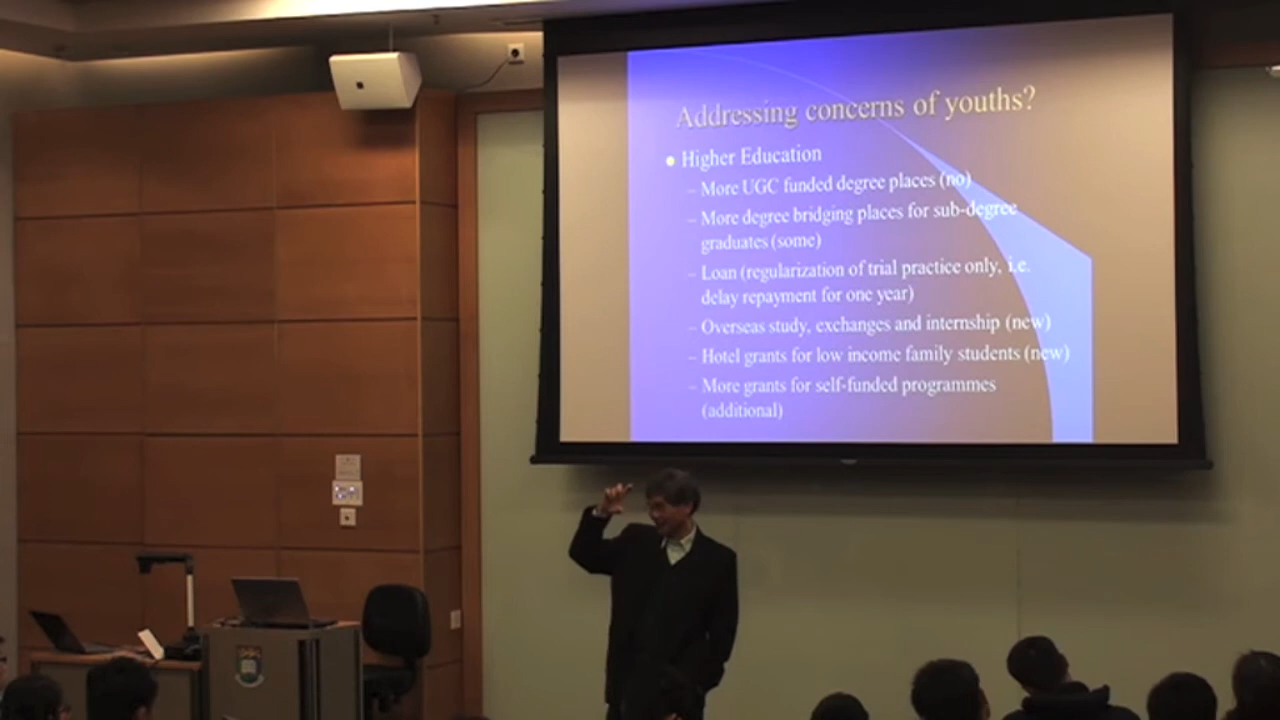 Addressing concerns of youths?
● Higher Education
– More UGC funded degree places (no)
– More degree bridging places for sub-degree
graduates (some)
– Loan (regularization of trial practice only, i.e.
delay repayment for one year)
– Overseas study, exchanges and internship (new)
– Hotel grants for low income family students (new)
– More grants for self-funded programmes
(additional)